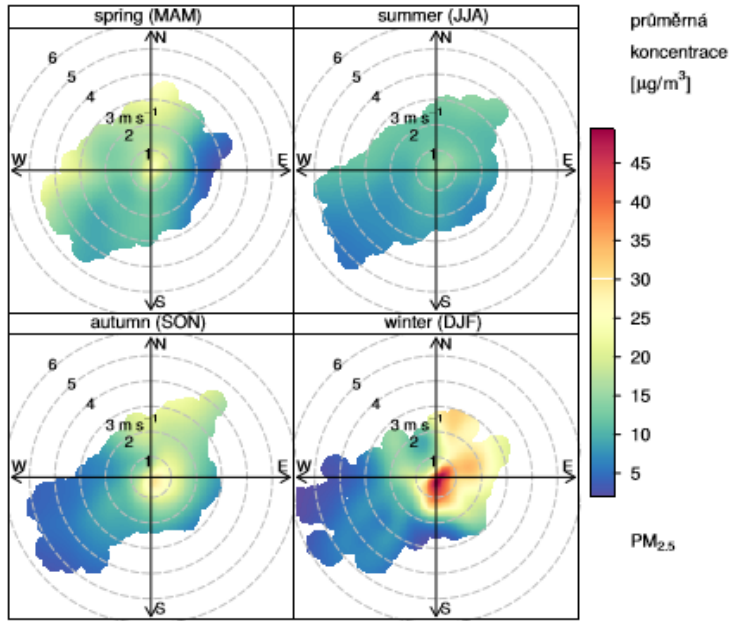 spring (MAM)
N
6
5
4
3 m s⁻¹
2
1
W
E
S
summer (JJA)
N
6
5
4
3 m s⁻¹
2
1
W
E
S
průměrná
koncentrace
[µg/m³]
autumn (SON)
N
6
5
4
3 m s⁻¹
2
1
W
E
S
winter (DJF)
N
6
5
4
3 m s⁻¹
2
1
W
E
S
45
40
35
30
25
20
15
10
5
PM₂.₅